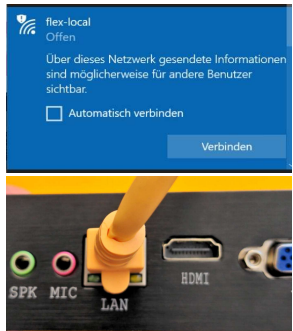 flex-local
Offen
Über dieses Netzwerk gesendete Informationen
sind möglicherweise für andere Benutzer
sichtbar.
Automatisch verbinden
Verbinden
SPK MIC
LAN
HDMI